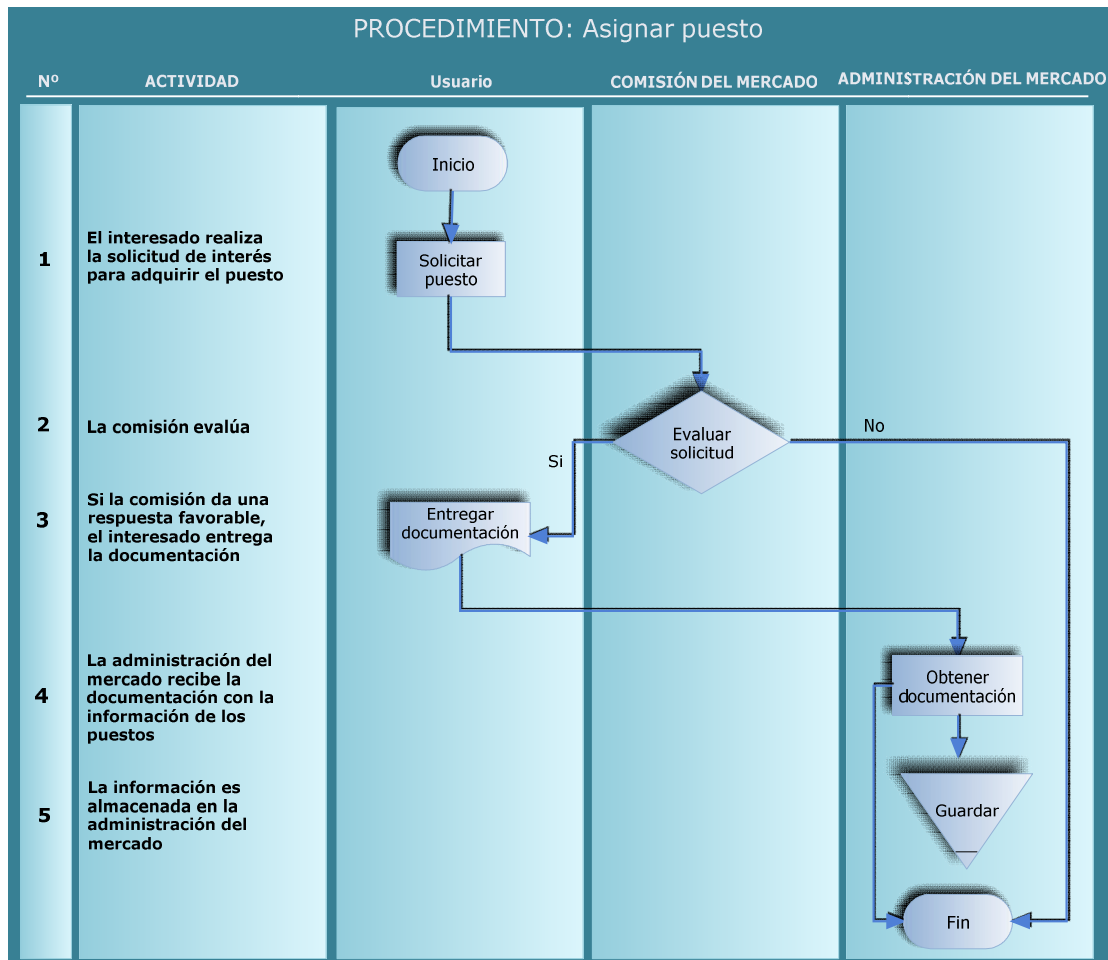 PROCEDIMIENTO: Asignar puesto
Nº
ACTIVIDAD
Usuario
COMISIÓN DEL MERCADO
ADMINISTRACIÓN DEL MERCADO
Inicio
1
El interesado realiza
la solicitud de interés
para adquirir el puesto
Solicitar
puesto
2
La comisión evalúa
Evaluar
solicitud
No
Si
3
Si la comisión da una
respuesta favorable,
el interesado entrega
la documentación
Entregar
documentación
4
La administración del
mercado recibe la
documentación con la
información de los
puestos
Obtener
documentación
5
La información es
almacenada en la
administración del
mercado
Guardar
Fin